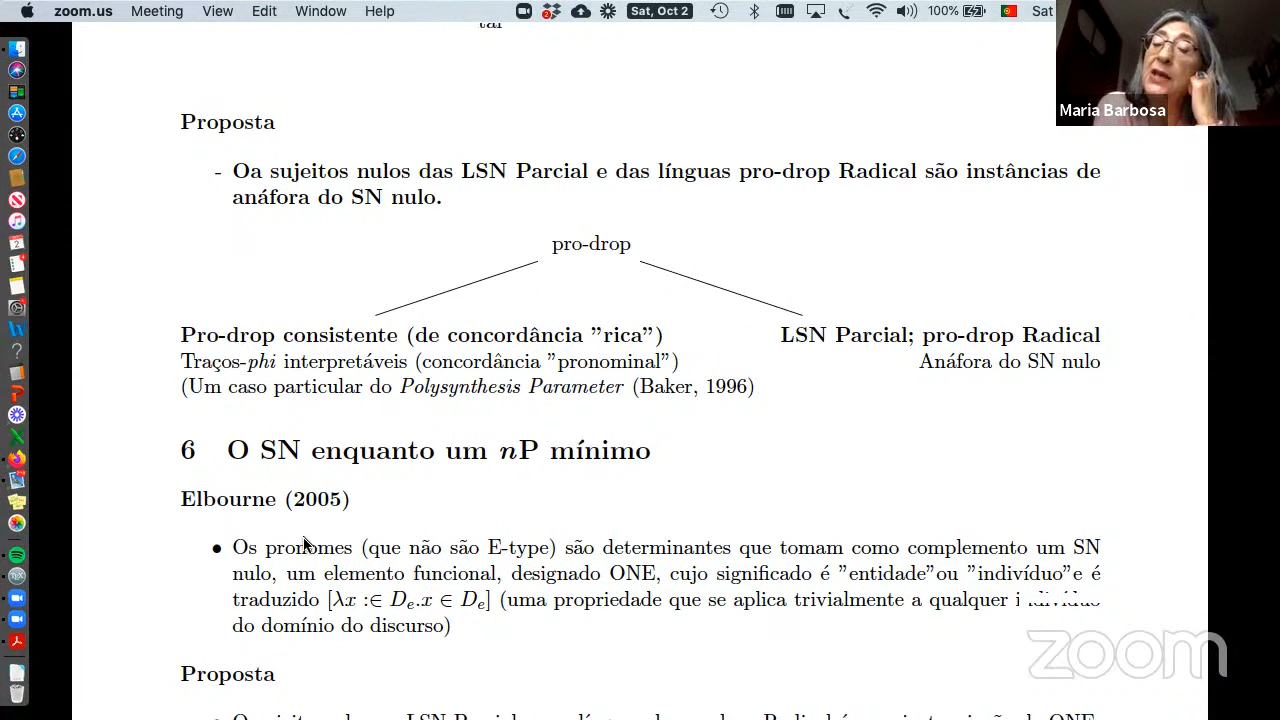 zoom.us Meeting View Edit Window Help Sat, Oct 2 100% Sat
tal
Maria Barbosa
Proposta
- Oa sujeitos nulos das LSN Parcial e das línguas pro-drop Radical são instâncias de
anáfora do SN nulo.
pro-drop
Pro-drop consistente (de concordância ”rica”) LSN Parcial; pro-drop Radical
Traços-phi interpretáveis (concordância ”pronominal”) Anáfora do SN nulo
(Um caso particular do Polysynthesis Parameter (Baker, 1996)
6 O SN enquanto um nP mínimo
Elbourne (2005)
• Os pronomes (que não são E-type) são determinantes que tomam como complemento um SN
nulo, um elemento funcional, designado ONE, cujo significado é ”entidade”ou ”indivíduo”e é
traduzido [λx :∈ De.x ∈ De] (uma propriedade que se aplica trivialmente a qualquer indivíduo
do domínio do discurso)
zoom
Proposta